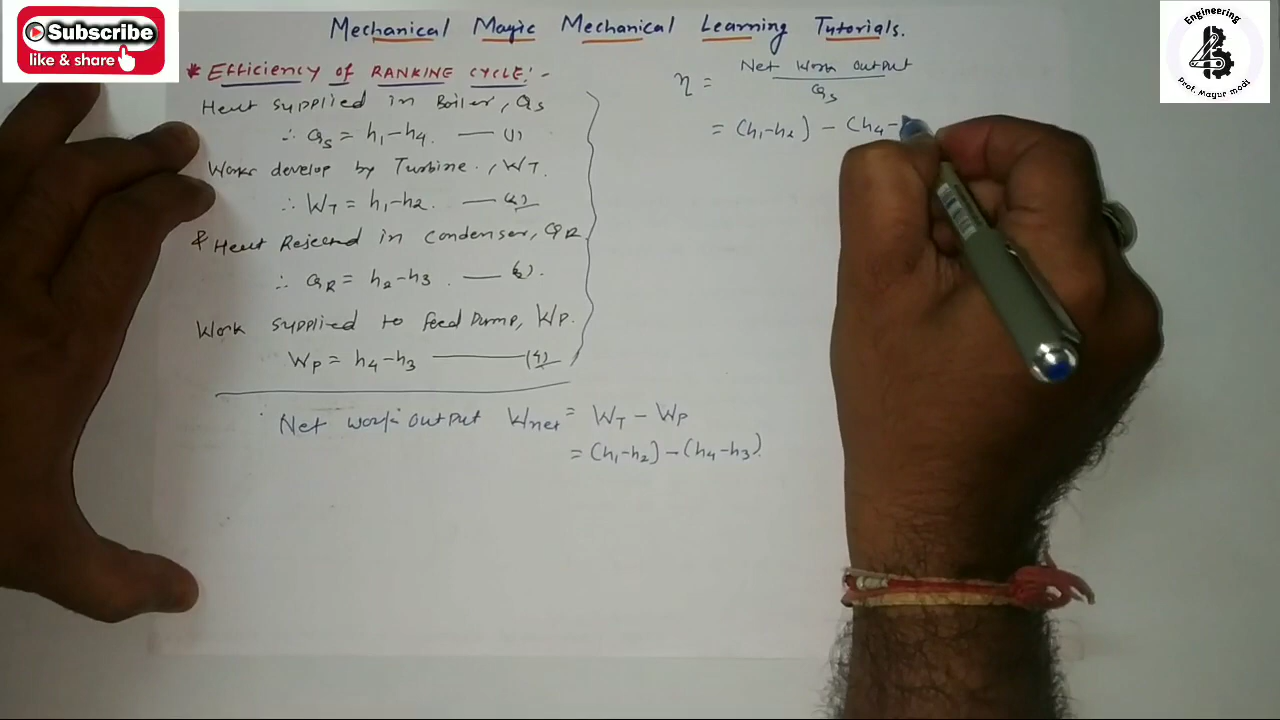 Subscribe
like & share
Mechanical Magic Mechanical Learning Tutorials.
Engineering
Prof. Mayur modi
* EFFICIENCY OF RANKINE CYCLE:-
Heat supplied in Boiler, Qs
∴ Qs = h1-h4. — (1)
Work develop by Turbine, WT.
∴ WT = h1-h2. — (2)
& Heat Rejected in condenser, QR
∴ QR = h2-h3. — (3).
Work supplied to feed Pump, WP.
WP = h4-h3 — (4)
Net work output Wnet = WT - WP
= (h1-h2) - (h4-h3).
η = Net Work output
Qs
= (h1-h2) - (h4-